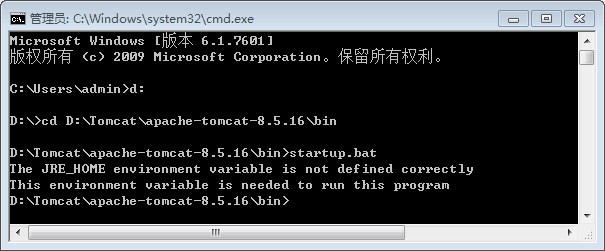 管理员: C:\Windows\system32\cmd.exe
Microsoft Windows [版本 6.1.7601]
版权所有 (c) 2009 Microsoft Corporation。保留所有权利。
C:\Users\admin>d:
D:\>cd D:\Tomcat\apache-tomcat-8.5.16\bin
D:\Tomcat\apache-tomcat-8.5.16\bin>startup.bat
The JRE_HOME environment variable is not defined correctly
This environment variable is needed to run this program
D:\Tomcat\apache-tomcat-8.5.16\bin>